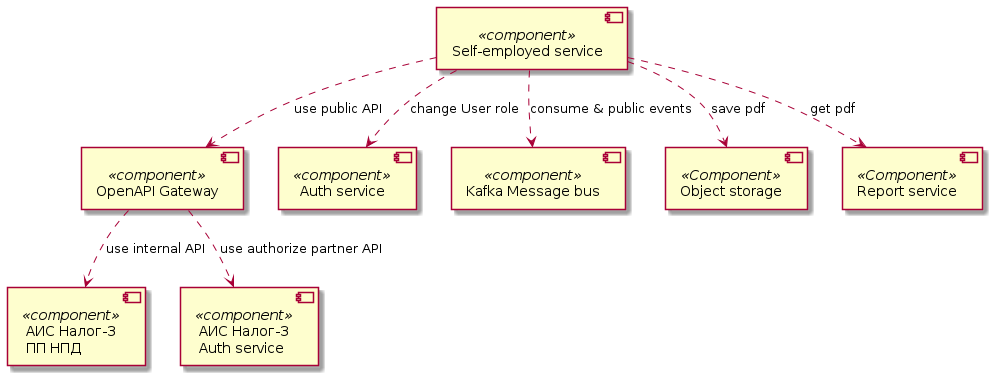 «component»
Self-employed service
use public API
change User role
consume & public events
save pdf
get pdf
«component»
OpenAPI Gateway
«component»
Auth service
«component»
Kafka Message bus
«Component»
Object storage
«Component»
Report service
use internal API
use authorize partner API
«component»
АИС Налог-3
ПП НПД
«component»
АИС Налог-3
Auth service